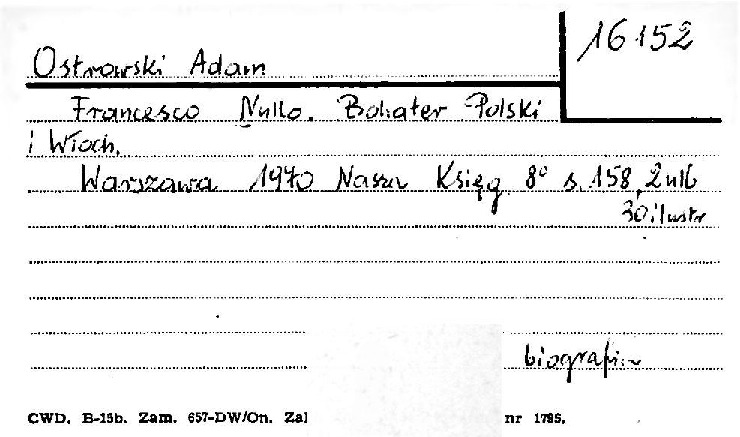 16152
Ostrowski Adam
Francesco Nullo. Bohater Polski
i Włoch.
Warszawa 1970 Nasza Księg. 8° s. 158, 2 nlb
30 ilustr
biografia
CWD. B-15b. Zam. 657-DW/On. Zal
nr 1785.